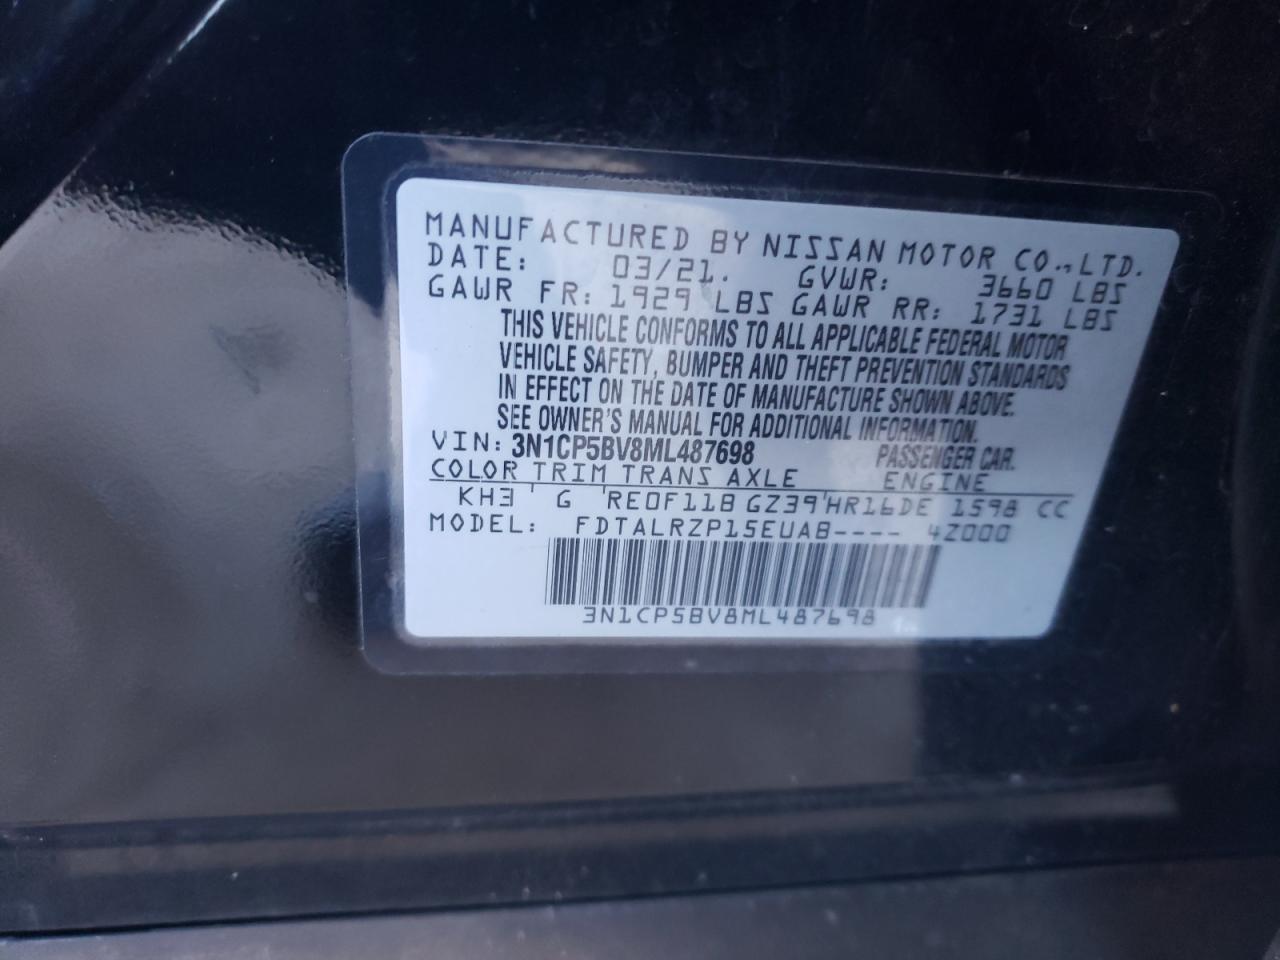 MANUFACTURED BY NISSAN MOTOR CO.,LTD.
DATE: 03/21. GVWR: 3660 LBS
GAWR FR: 1929 LBS GAWR RR: 1731 LBS
THIS VEHICLE CONFORMS TO ALL APPLICABLE FEDERAL MOTOR
VEHICLE SAFETY, BUMPER AND THEFT PREVENTION STANDARDS
IN EFFECT ON THE DATE OF MANUFACTURE SHOWN ABOVE.
SEE OWNER'S MANUAL FOR ADDITIONAL INFORMATION.
VIN: 3N1CP5BV8ML487698 PASSENGER CAR.
COLOR TRIM TRANS AXLE ENGINE
KH3 ' G 'RE0F11B GZ39'HR16DE 1598 CC
MODEL: FDTALRZP15EUAB---- 4Z000
3N1CP5BV8ML487698